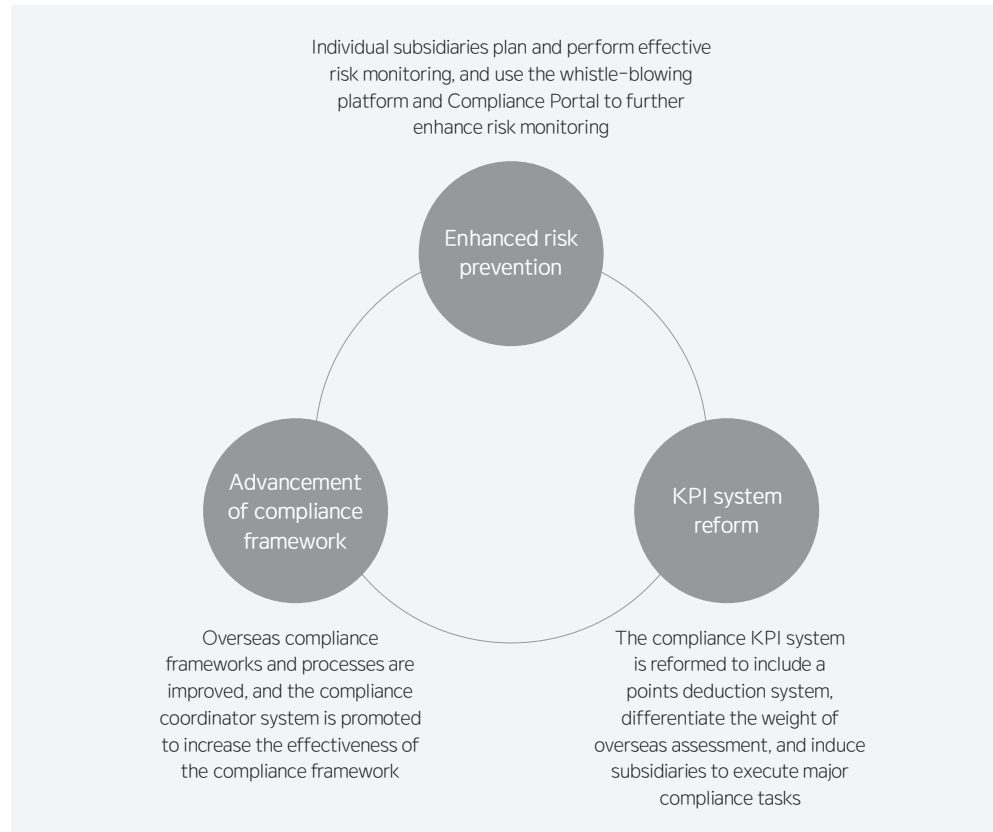 Individual subsidiaries plan and perform effective
risk monitoring, and use the whistle-blowing
platform and Compliance Portal to further
enhance risk monitoring
Enhanced risk
prevention
Advancement
of compliance
framework
KPI system
reform
Overseas compliance
frameworks and processes are
improved, and the compliance
coordinator system is promoted
to increase the effectiveness of
the compliance framework
The compliance KPI system
is reformed to include a
points deduction system,
differentiate the weight of
overseas assessment, and induce
subsidiaries to execute major
compliance tasks